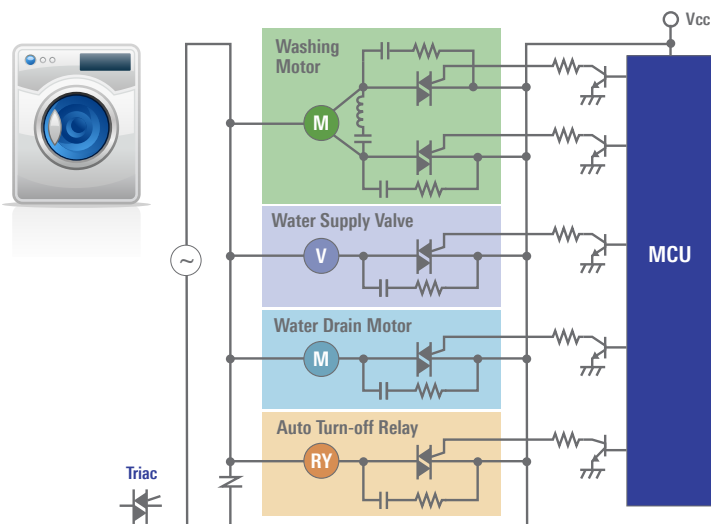 Vcc
Washing
Motor
M
Water Supply Valve
V
MCU
Water Drain Motor
M
Auto Turn-off Relay
RY
Triac